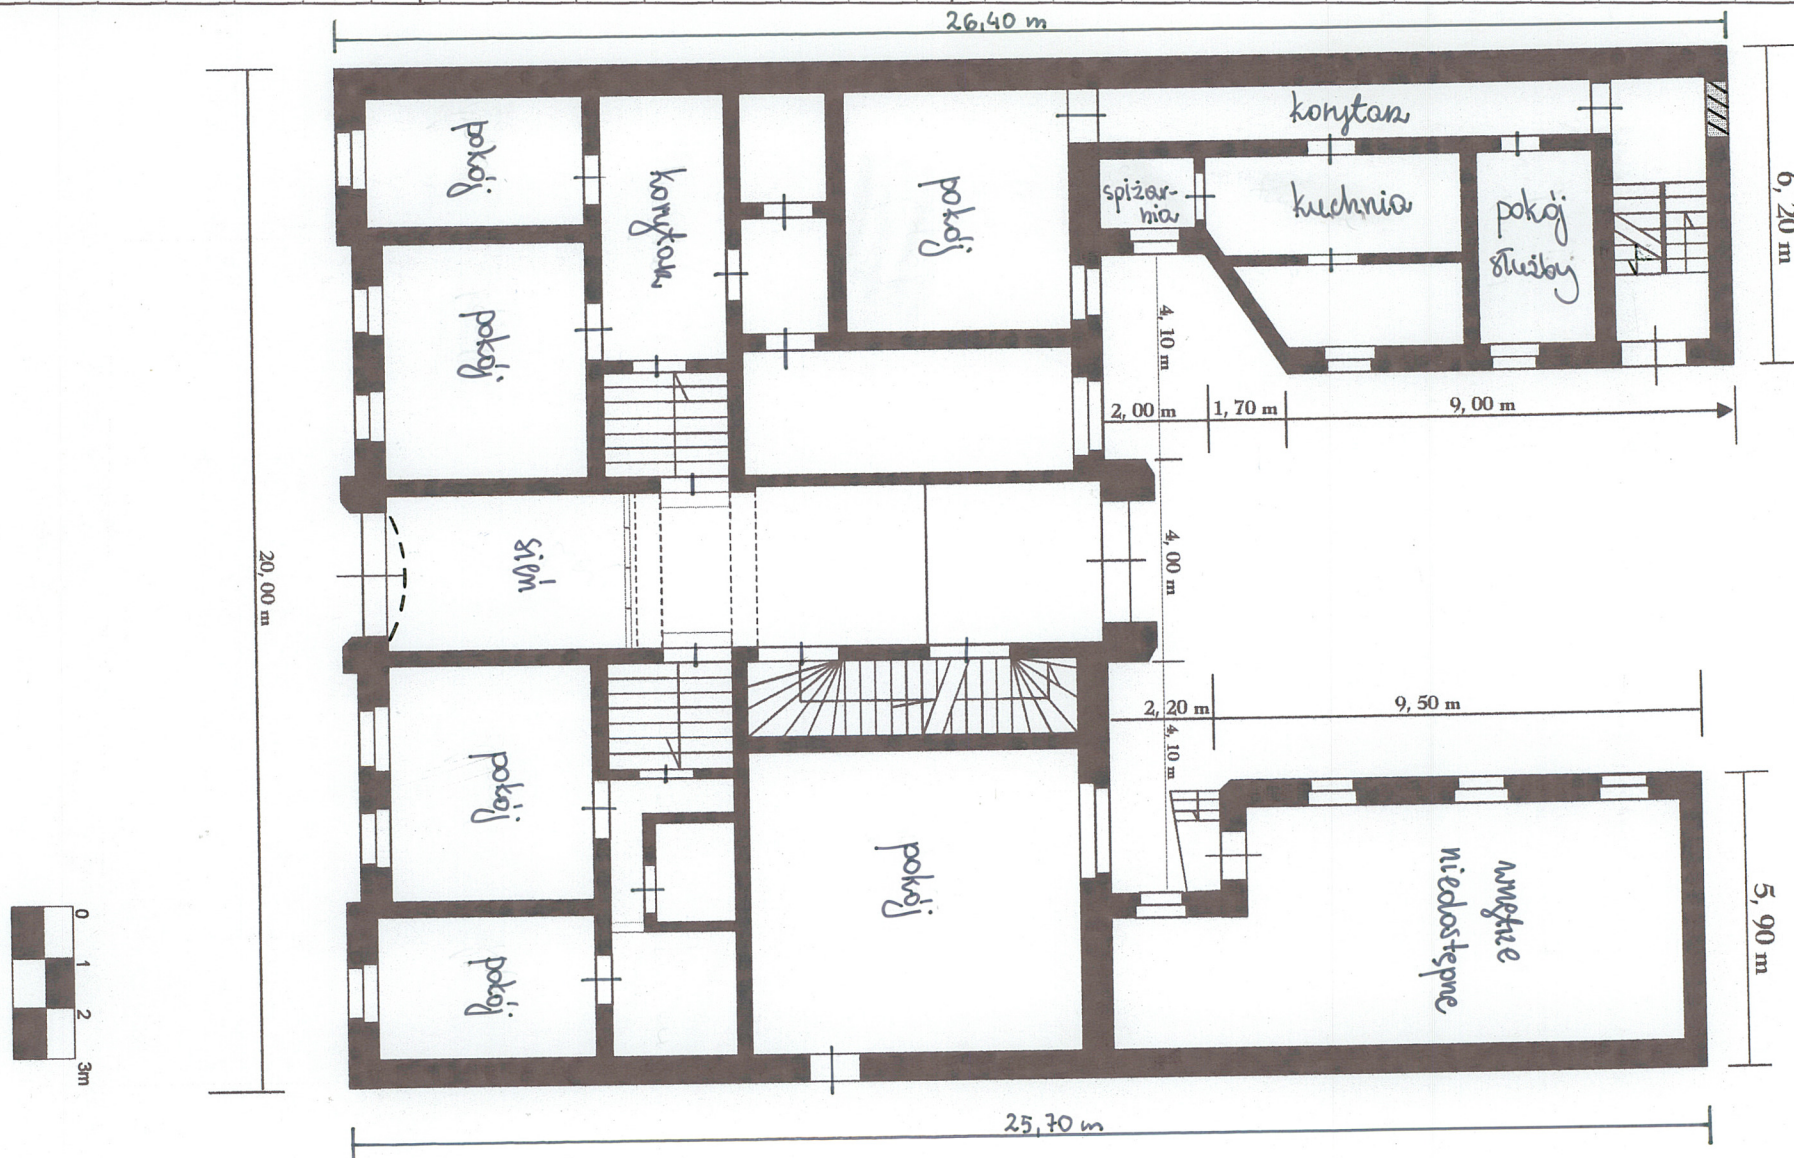 26,40 m
pokój
korytarz
pokój
korytarz
6, 20 m
spiżar-
nia
kuchnia
pokój
służby
pokój
4, 10 m
2, 00 m
1, 70 m
9, 00 m
20, 00 m
sień
4, 00 m
2, 20 m
9, 50 m
4, 10 m
pokój
pokój
wnętrze
niedostępne
5, 90 m
pokój
0
1
2
3m
25,70 m